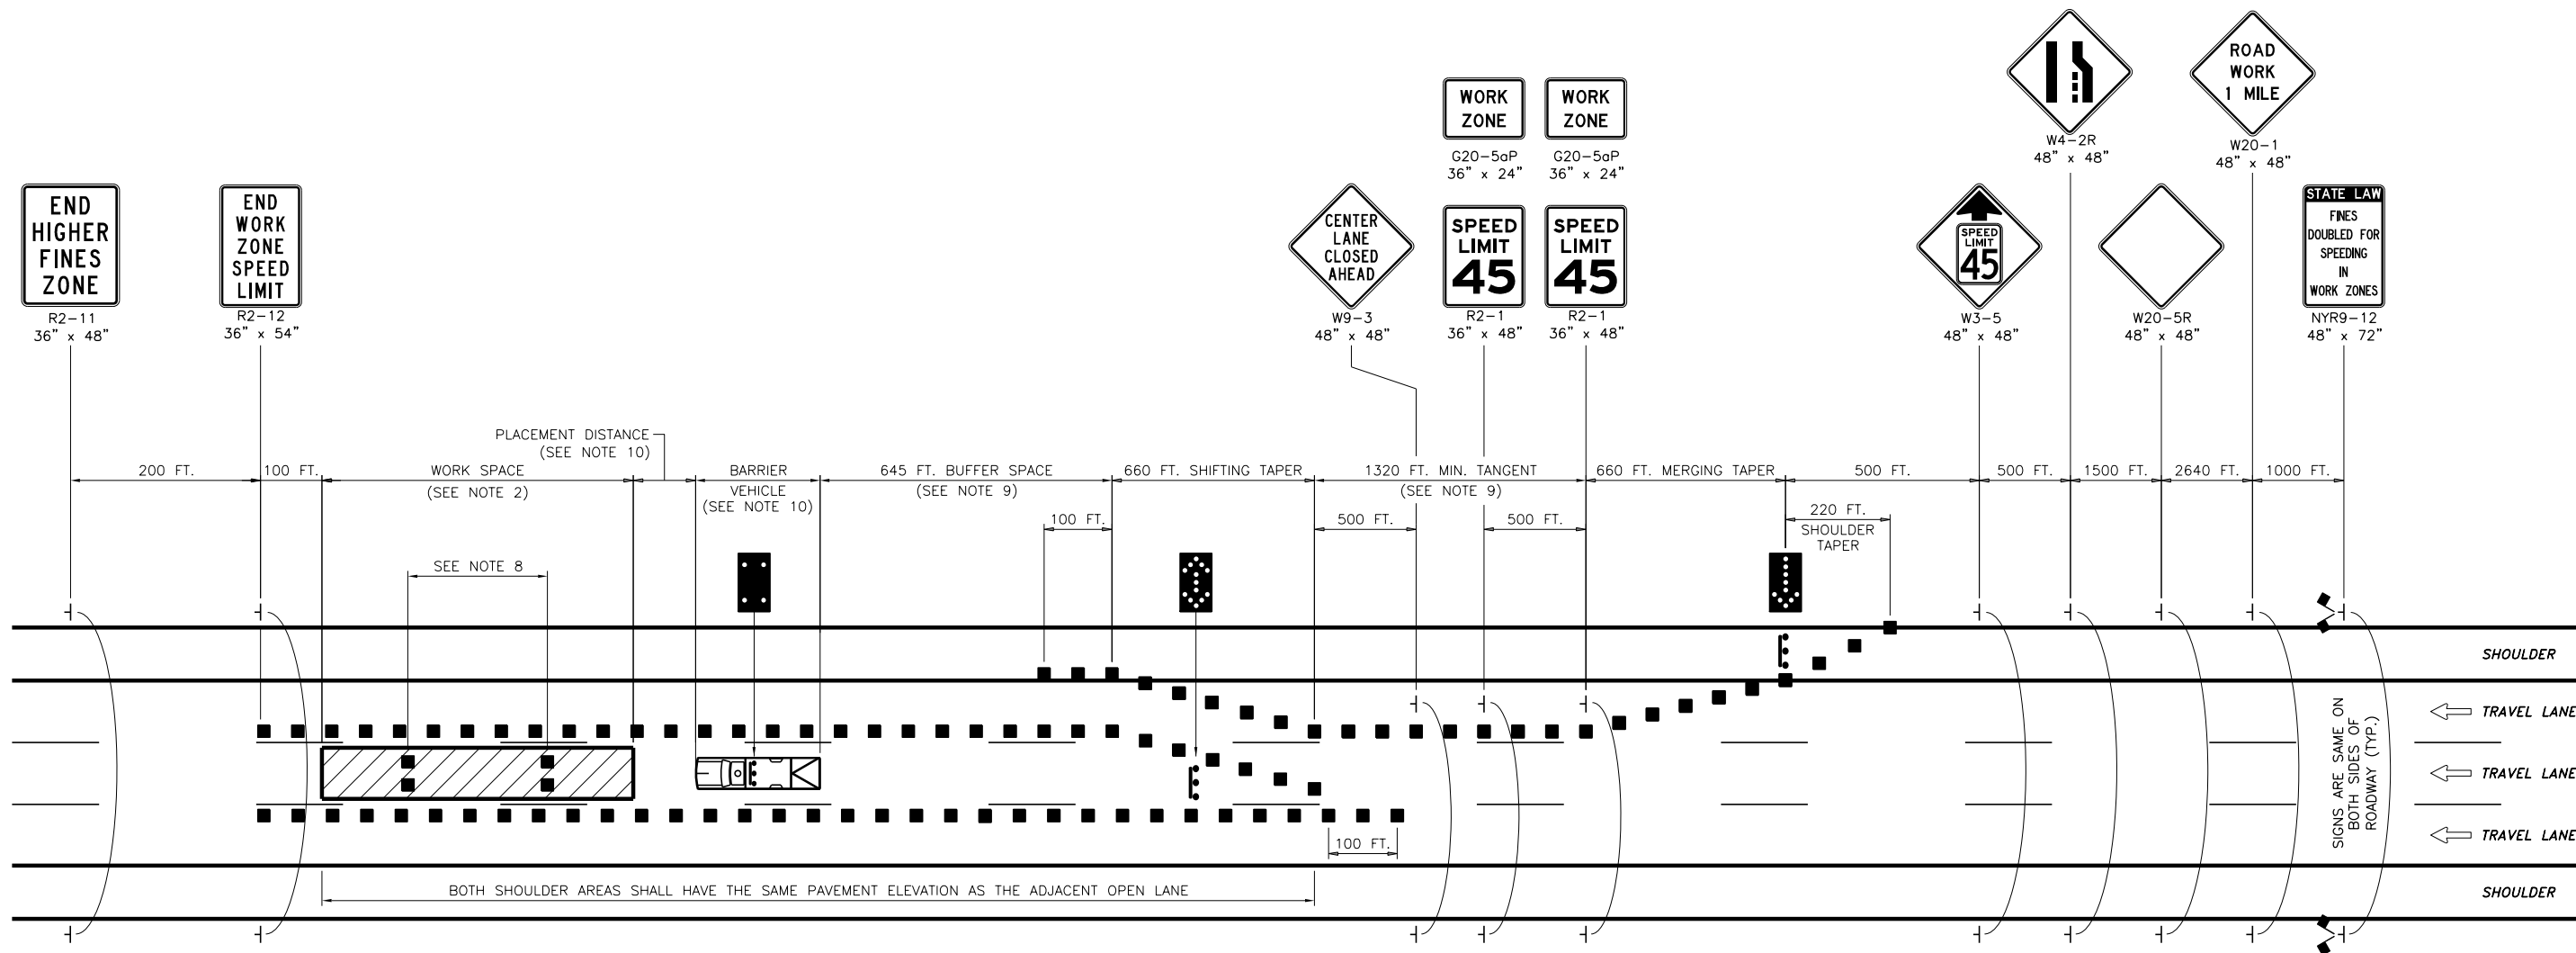 ROAD
WORK
1 MILE
W20-1
48" x 48"
W4-2R
48" x 48"
WORK
ZONE
G20-5aP
36" x 24"
WORK
ZONE
G20-5aP
36" x 24"
END
HIGHER
FINES
ZONE
R2-11
36" x 48"
END
WORK
ZONE
SPEED
LIMIT
R2-12
36" x 54"
CENTER
LANE
CLOSED
AHEAD
W9-3
48" x 48"
SPEED
LIMIT
45
R2-1
36" x 48"
SPEED
LIMIT
45
R2-1
36" x 48"
SPEED
LIMIT
45
W3-5
48" x 48"
W20-5R
48" x 48"
STATE LAW
FINES
DOUBLED FOR
SPEEDING
IN
WORK ZONES
NYR9-12
48" x 72"
PLACEMENT DISTANCE
(SEE NOTE 10)
200 FT.
100 FT.
WORK SPACE
(SEE NOTE 2)
BARRIER
VEHICLE
(SEE NOTE 10)
645 FT. BUFFER SPACE
(SEE NOTE 9)
660 FT. SHIFTING TAPER
1320 FT. MIN. TANGENT
(SEE NOTE 9)
660 FT. MERGING TAPER
500 FT.
500 FT.
1500 FT.
2640 FT.
1000 FT.
100 FT.
500 FT.
500 FT.
220 FT.
SHOULDER
TAPER
SEE NOTE 8
SHOULDER
TRAVEL LANE
TRAVEL LANE
TRAVEL LANE
SIGNS ARE SAME ON
BOTH SIDES OF
ROADWAY (TYP.)
100 FT.
BOTH SHOULDER AREAS SHALL HAVE THE SAME PAVEMENT ELEVATION AS THE ADJACENT OPEN LANE
SHOULDER